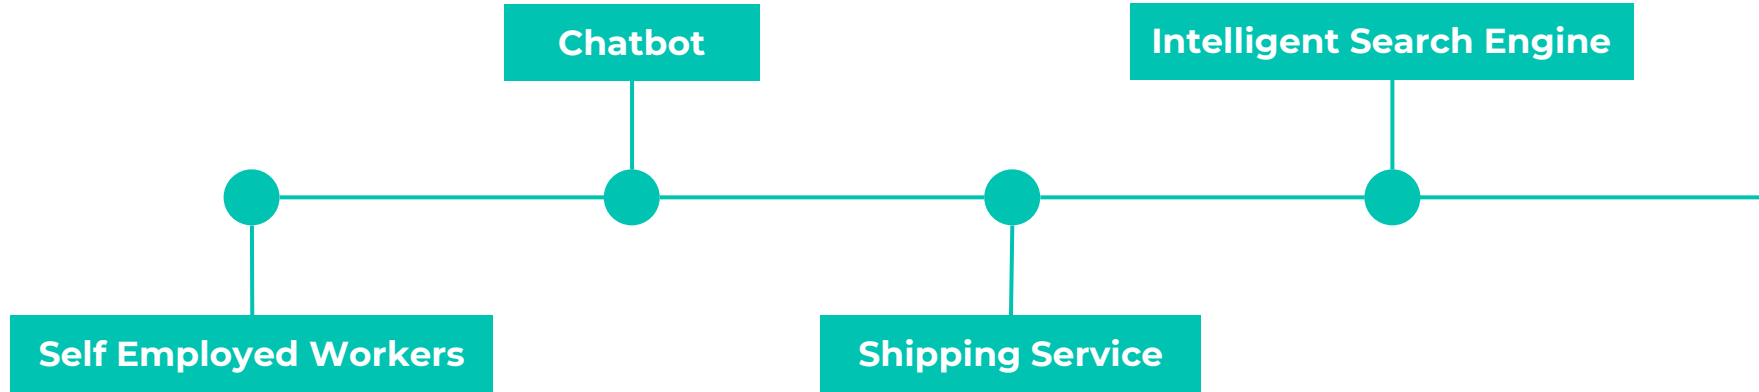 Chatbot
Intelligent Search Engine
Self Employed Workers
Shipping Service